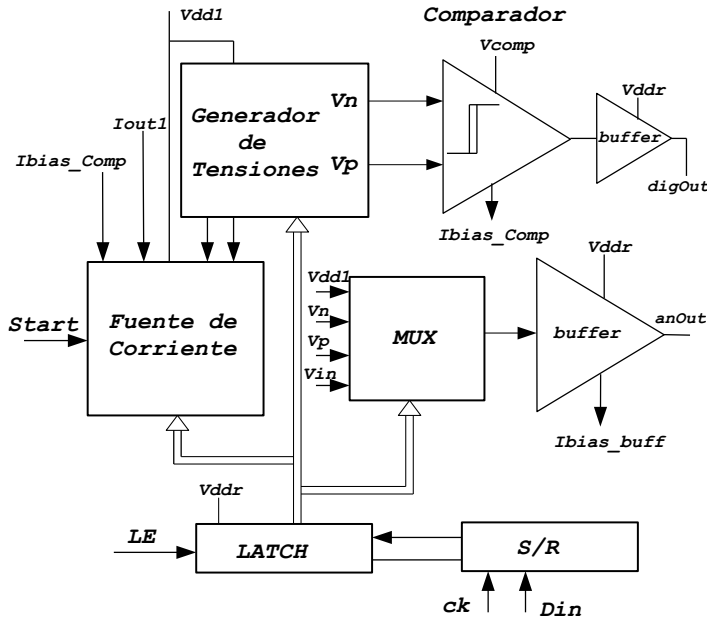 Vdd1
Comparador
Vcomp
Generador
de
Tensiones
Vn
Vp
Iout1
Ibias_Comp
Vddr
buffer
digOut
Ibias_Comp
Start
Fuente de
Corriente
Vdd1
Vn
Vp
Vin
MUX
Vddr
buffer
anOut
Ibias_buff
Vddr
LE
LATCH
S/R
ck
Din